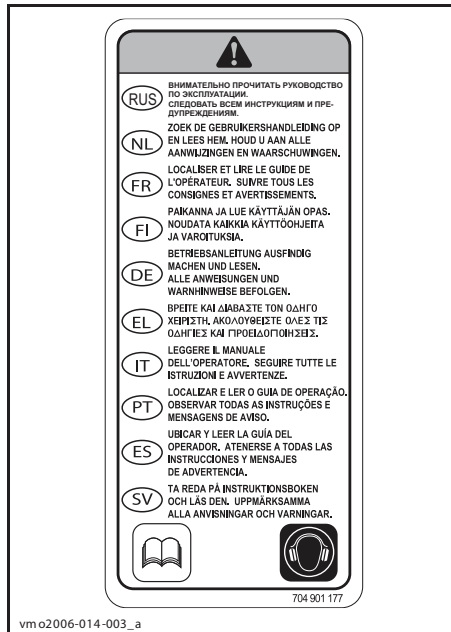 RUS
ВНИМАТЕЛЬНО ПРОЧИТАТЬ РУКОВОДСТВО
ПО ЭКСПЛУАТАЦИИ.
СЛЕДОВАТЬ ВСЕМ ИНСТРУКЦИЯМ И ПРЕ-
ДУПРЕЖДЕНИЯМ.
NL
ZOEK DE GEBRUIKERSHANDLEIDING OP
EN LEES HEM. HOUD U AAN ALLE
AANWIJZINGEN EN WAARSCHUWINGEN.
FR
LOCALISER ET LIRE LE GUIDE DE
L'OPÉRATEUR. SUIVRE TOUS LES
CONSIGNES ET AVERTISSEMENTS.
FI
PAIKANNA JA LUE KÄYTTÄJÄN OPAS.
NOUDATA KAIKKIA KÄYTTÖOHJEITA
JA VAROITUKSIA.
DE
BETRIEBSANLEITUNG AUSFINDIG
MACHEN UND LESEN.
ALLE ANWEISUNGEN UND
WARNHINWEISE BEFOLGEN.
EL
ΒΡΕΙΤΕ ΚΑΙ ΔΙΑΒΑΣΤΕ ΤΟΝ ΟΔΗΓΟ
ΧΕΙΡΙΣΤΗ. ΑΚΟΛΟΥΘΕΙΣΤΕ ΟΛΕΣ ΤΙΣ
ΟΔΗΓΙΕΣ ΚΑΙ ΠΡΟΕΙΔΟΠΟΙΗΣΕΙΣ.
IT
LEGGERE IL MANUALE
DELL'OPERATORE. SEGUIRE TUTTE LE
ISTRUZIONI E AVVERTENZE.
PT
LOCALIZAR E LER O GUIA DE OPERAÇÃO.
OBSERVAR TODAS AS INSTRUÇÕES E
MENSAGENS DE AVISO.
ES
UBICAR Y LEER LA GUÍA DEL
OPERADOR. ATENERSE A TODAS LAS
INSTRUCCIONES Y MENSAJES
DE ADVERTENCIA.
SV
TA REDA PÅ INSTRUKTIONSBOKEN
OCH LÄS DEN. UPPMÄRKSAMMA
ALLA ANVISNINGAR OCH VARNINGAR.
704 901 177
vmo2006-014-003_a